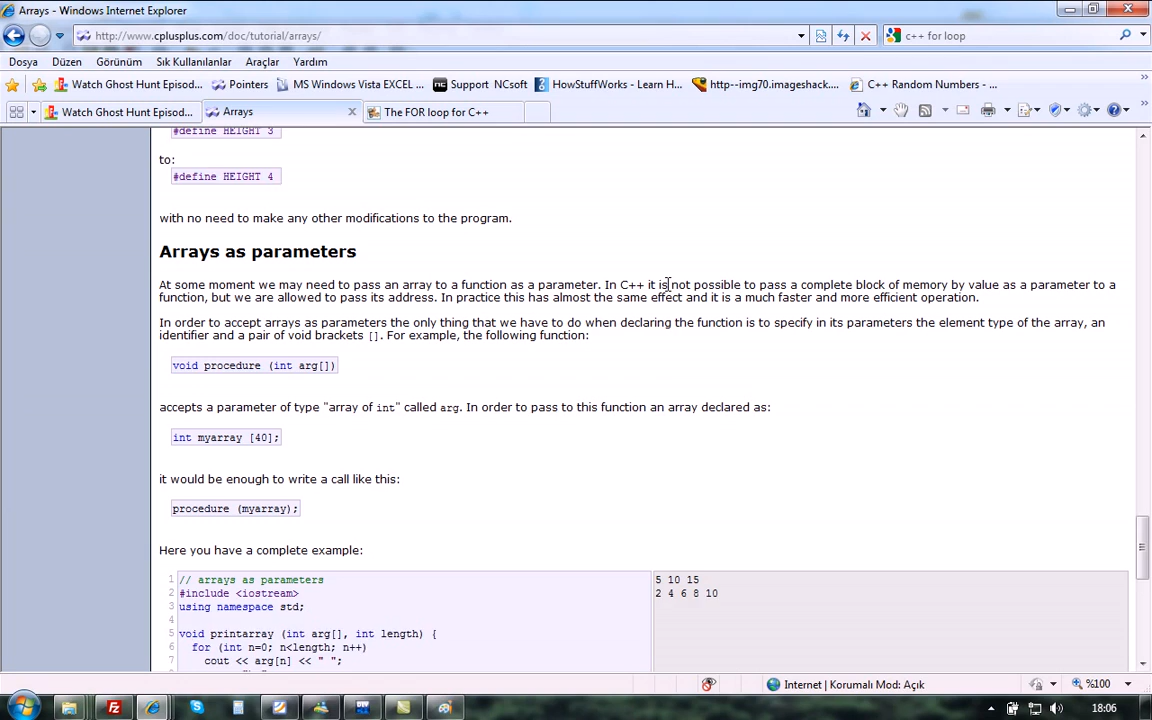 Arrays - Windows Internet Explorer
http://www.cplusplus.com/doc/tutorial/arrays/
c++ for loop
Dosya Düzen Görünüm Sık Kullanılanlar Araçlar Yardım
Watch Ghost Hunt Episod... Pointers MS Windows Vista EXCEL ... NC Support NCsoft HowStuffWorks - Learn H... http--img70.imageshack.... C++ Random Numbers - ...
Watch Ghost Hunt Episod... Arrays The FOR loop for C++
#define HEIGHT 3
to:
#define HEIGHT 4
with no need to make any other modifications to the program.
Arrays as parameters
At some moment we may need to pass an array to a function as a parameter. In C++ it is not possible to pass a complete block of memory by value as a parameter to a
function, but we are allowed to pass its address. In practice this has almost the same effect and it is a much faster and more efficient operation.
In order to accept arrays as parameters the only thing that we have to do when declaring the function is to specify in its parameters the element type of the array, an
identifier and a pair of void brackets []. For example, the following function:
void procedure (int arg[])
accepts a parameter of type "array of int" called arg. In order to pass to this function an array declared as:
int myarray [40];
it would be enough to write a call like this:
procedure (myarray);
Here you have a complete example:
1 // arrays as parameters
2 #include <iostream>
3 using namespace std;
4
5 void printarray (int arg[], int length) {
6 for (int n=0; n<length; n++)
7 cout << arg[n] << " ";
5 10 15
2 4 6 8 10
Internet | Korumalı Mod: Açık
%100
18:06